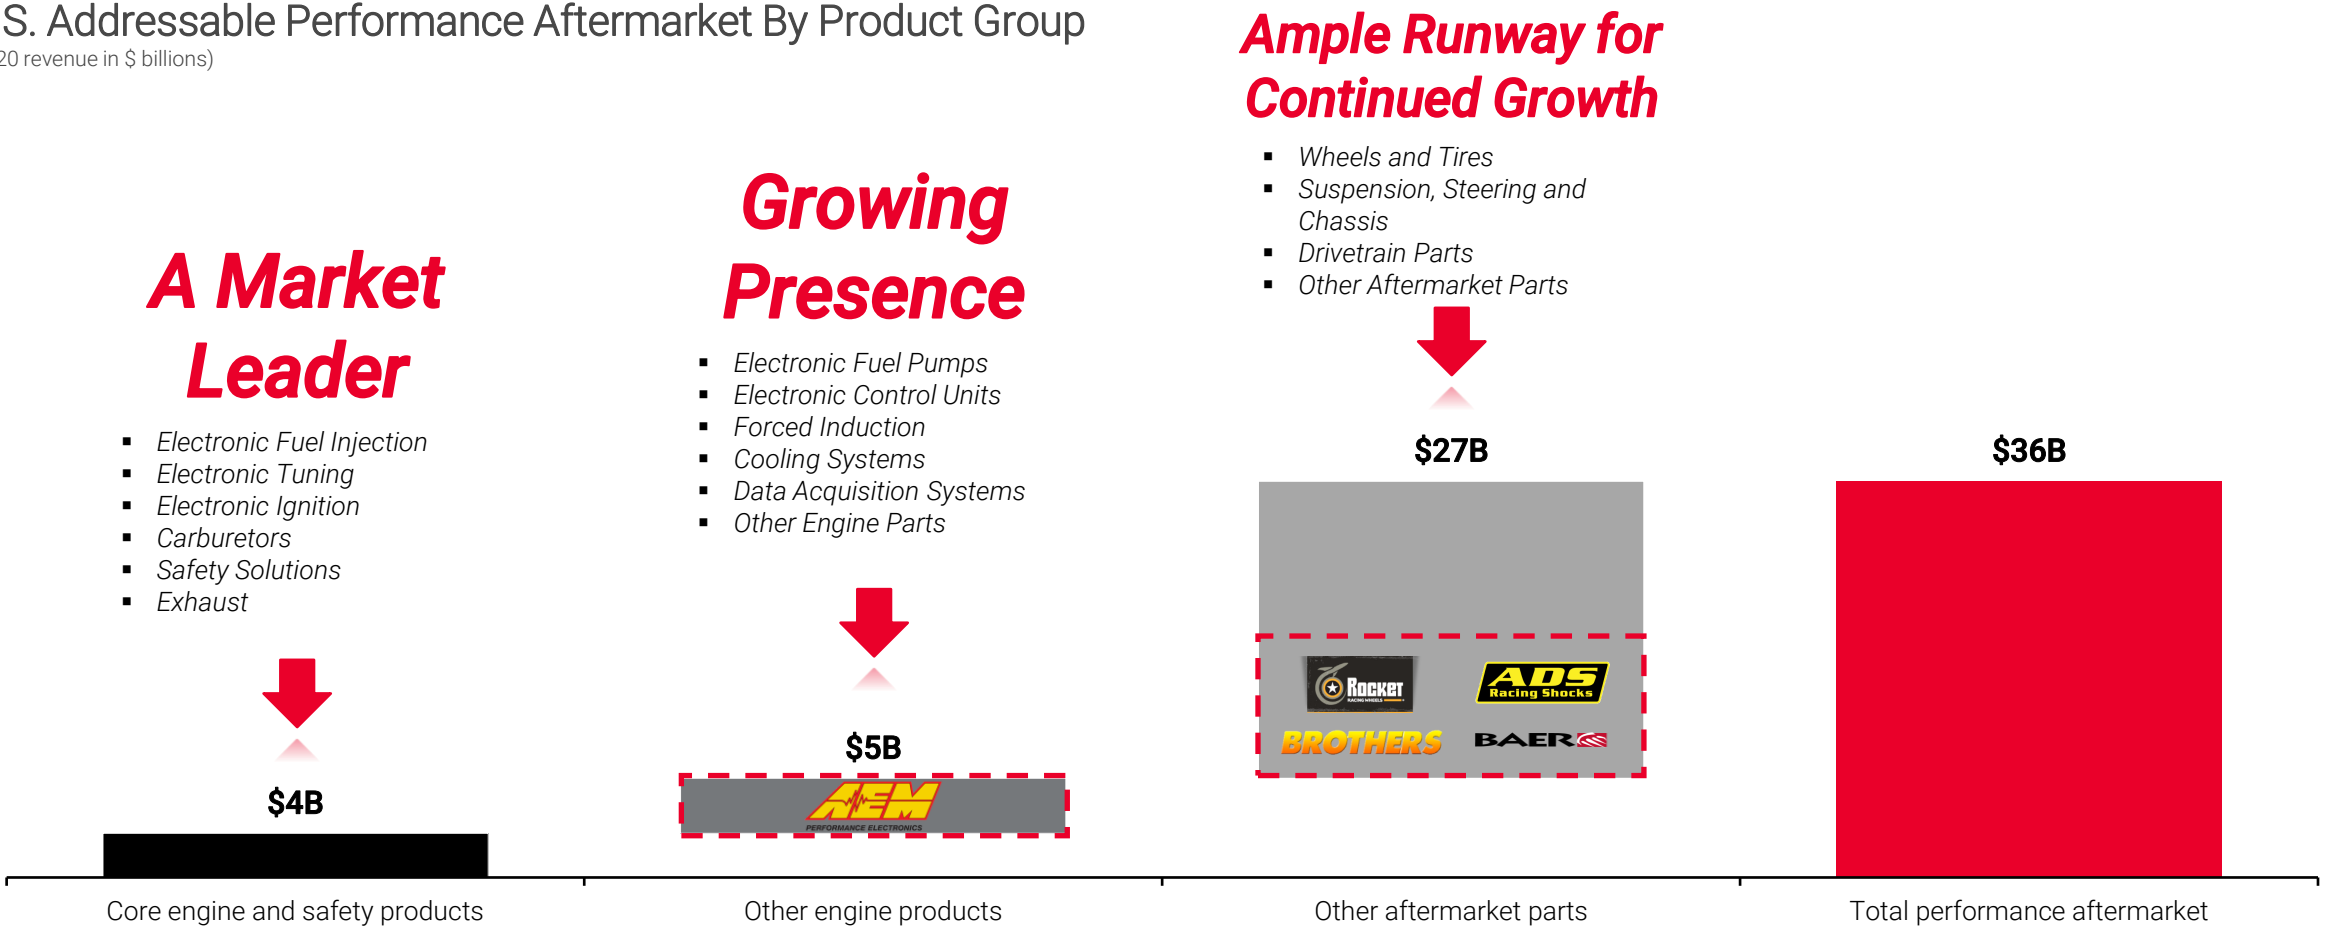 S. Addressable Performance Aftermarket By Product Group
20 revenue in $ billions)
A Market
Leader
▪ Electronic Fuel Injection
▪ Electronic Tuning
▪ Electronic Ignition
▪ Carburetors
▪ Safety Solutions
▪ Exhaust
$4B
Growing
Presence
▪ Electronic Fuel Pumps
▪ Electronic Control Units
▪ Forced Induction
▪ Cooling Systems
▪ Data Acquisition Systems
▪ Other Engine Parts
$5B
AEM
PERFORMANCE ELECTRONICS
Ample Runway for
Continued Growth
▪ Wheels and Tires
▪ Suspension, Steering and
Chassis
▪ Drivetrain Parts
▪ Other Aftermarket Parts
$27B
ROCKET
RACING WHEELS
ADS
Racing Shocks
BROTHERS
BAER
$36B
Core engine and safety products
Other engine products
Other aftermarket parts
Total performance aftermarket